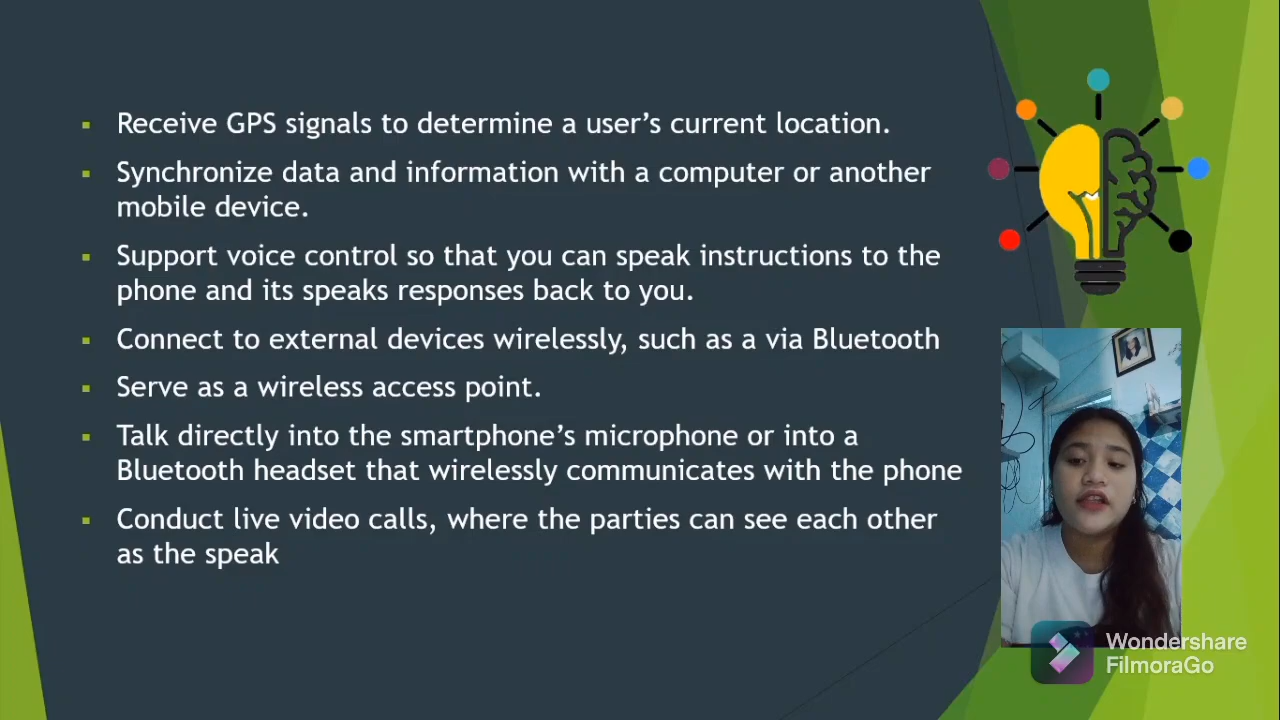 Receive GPS signals to determine a user’s current location.
Synchronize data and information with a computer or another
mobile device.
Support voice control so that you can speak instructions to the
phone and its speaks responses back to you.
Connect to external devices wirelessly, such as a via Bluetooth
Serve as a wireless access point.
Talk directly into the smartphone’s microphone or into a
Bluetooth headset that wirelessly communicates with the phone
Conduct live video calls, where the parties can see each other
as the speak
Wondershare
FilmoraGo